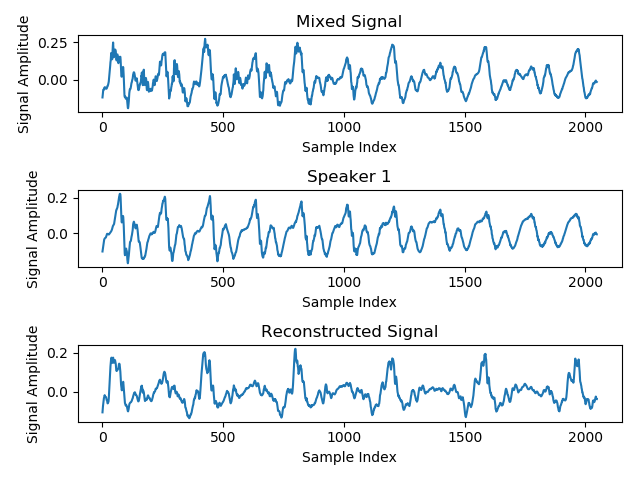 Mixed Signal
Signal Amplitude
0.25
0.00
0 500 1000 1500 2000
Sample Index
Speaker 1
Signal Amplitude
0.2
0.0
0 500 1000 1500 2000
Sample Index
Reconstructed Signal
Signal Amplitude
0.2
0.0
0 500 1000 1500 2000
Sample Index